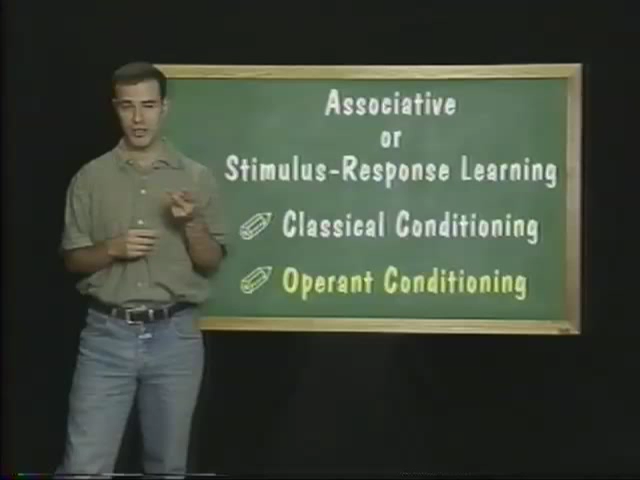 Associative
or
Stimulus-Response Learning
Classical Conditioning
Operant Conditioning